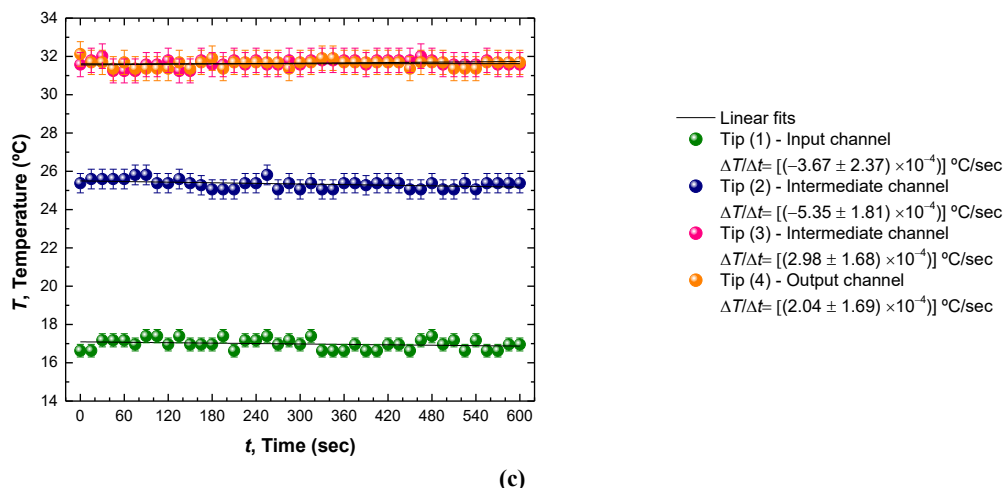 34
32
30
28
26
24
22
20
18
16
14
T, Temperature (ºC)
0 60 120 180 240 300 360 420 480 540 600
t, Time (sec)
Linear fits
Tip (1) - Input channel
ΔT/Δt= [(−3.67 ± 2.37) ×10⁻⁴)] ºC/sec
Tip (2) - Intermediate channel
ΔT/Δt= [(−5.35 ± 1.81) ×10⁻⁴)] ºC/sec
Tip (3) - Intermediate channel
ΔT/Δt= [(2.98 ± 1.68) ×10⁻⁴)] ºC/sec
Tip (4) - Output channel
ΔT/Δt= [(2.04 ± 1.69) ×10⁻⁴)] ºC/sec
(c)